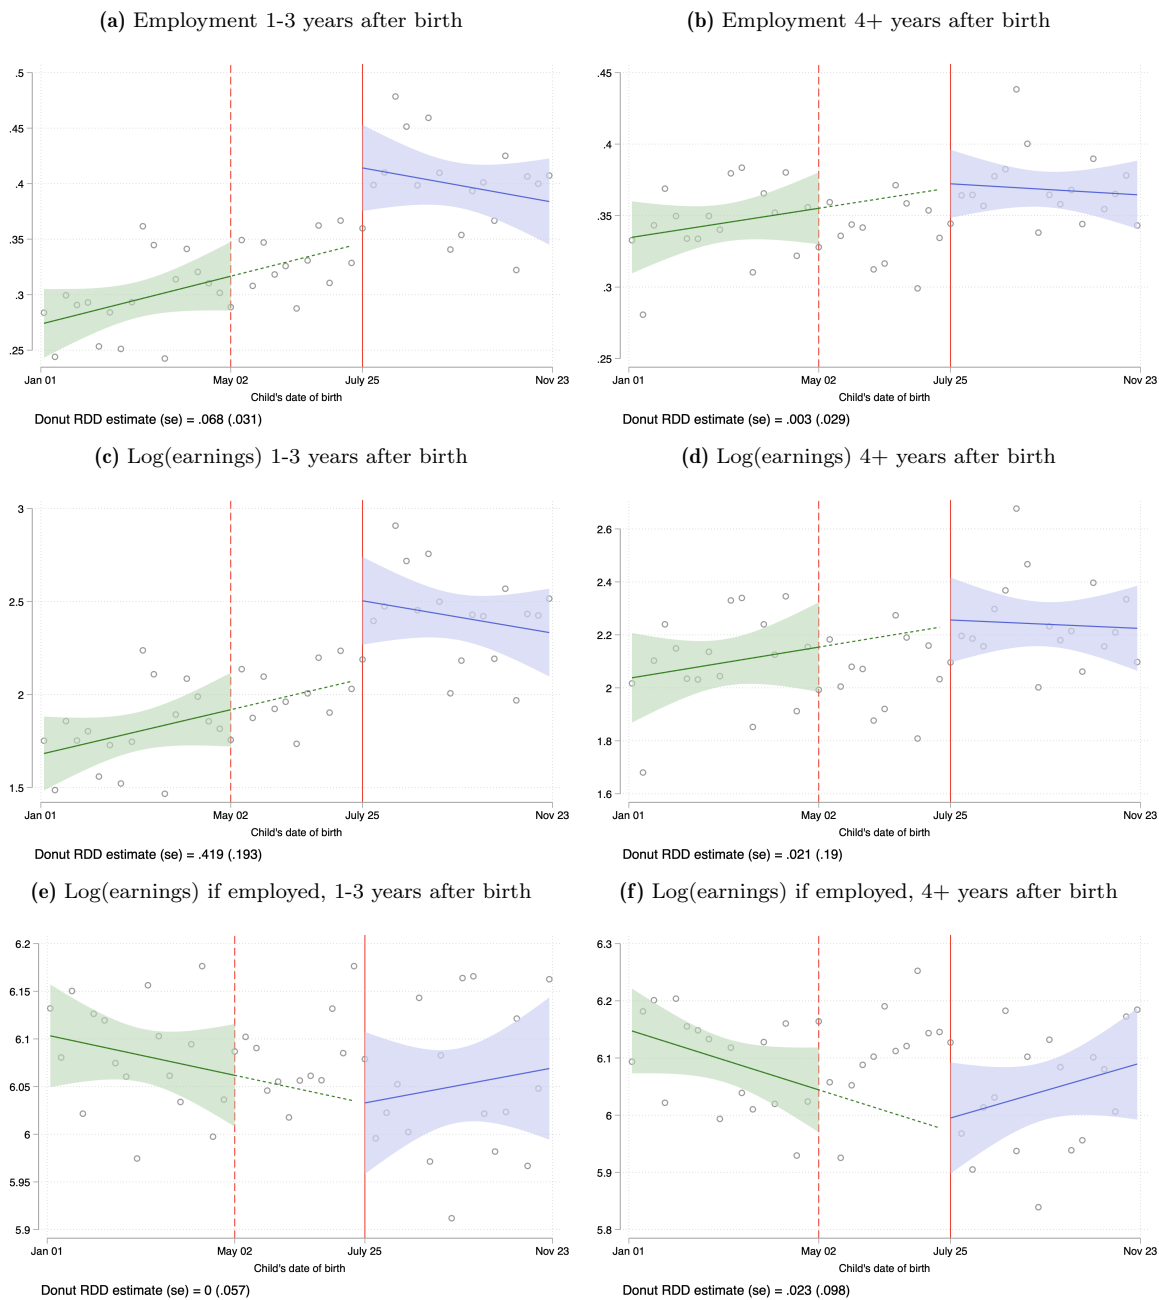 (a) Employment 1-3 years after birth
.5
.45
.4
.35
.3
.25
Jan 01 May 02 July 25 Nov 23
Child's date of birth
Donut RDD estimate (se) = .068 (.031)
(b) Employment 4+ years after birth
.45
.4
.35
.3
.25
Jan 01 May 02 July 25 Nov 23
Child's date of birth
Donut RDD estimate (se) = .003 (.029)
(c) Log(earnings) 1-3 years after birth
3
2.5
2
1.5
Jan 01 May 02 July 25 Nov 23
Child's date of birth
Donut RDD estimate (se) = .419 (.193)
(d) Log(earnings) 4+ years after birth
2.6
2.4
2.2
2
1.8
1.6
Jan 01 May 02 July 25 Nov 23
Child's date of birth
Donut RDD estimate (se) = .021 (.19)
(e) Log(earnings) if employed, 1-3 years after birth
6.2
6.15
6.1
6.05
6
5.95
5.9
Jan 01 May 02 July 25 Nov 23
Child's date of birth
Donut RDD estimate (se) = 0 (.057)
(f) Log(earnings) if employed, 4+ years after birth
6.3
6.2
6.1
6
5.9
5.8
Jan 01 May 02 July 25 Nov 23
Child's date of birth
Donut RDD estimate (se) = .023 (.098)